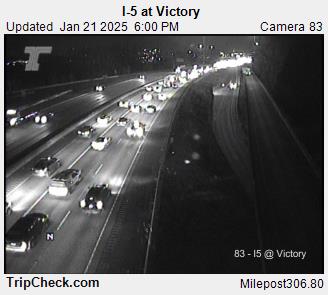 I-5 at Victory
Updated  Jan 21 2025  6:00 PM
Camera 83
T
N
83 - I5 @ Victory
TripCheck.com
Milepost306.80